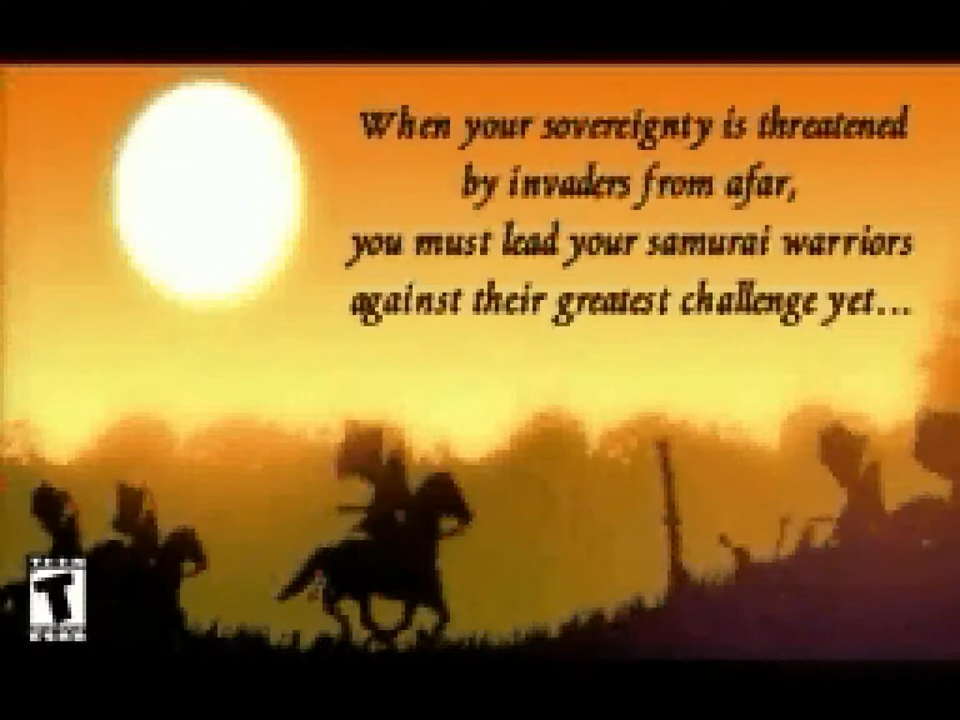 When your sovereignty is threatened
by invaders from afar,
you must lead your samurai warriors
against their greatest challenge yet...
T